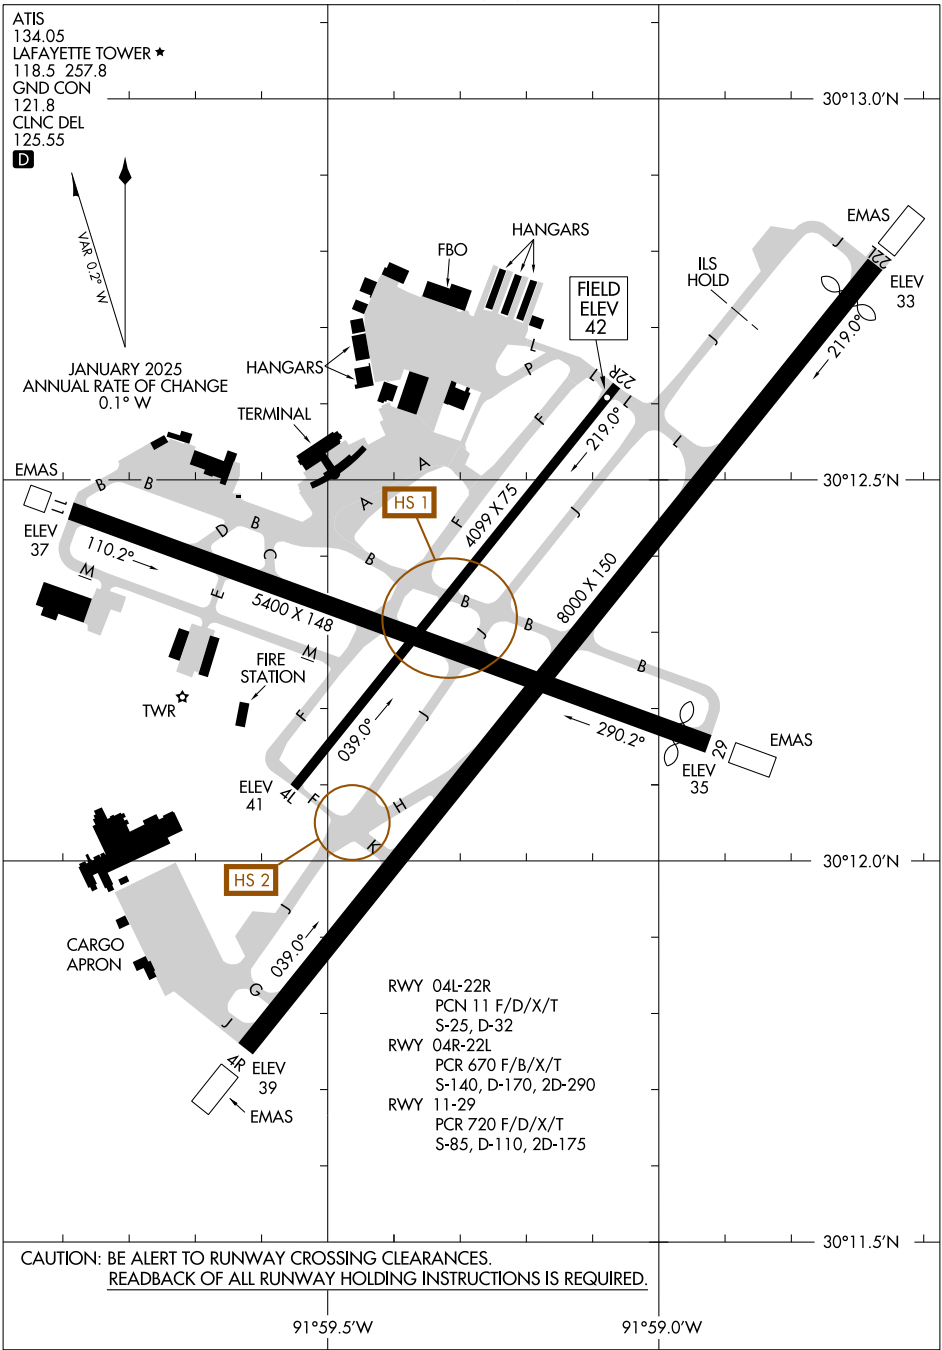 ATIS
134.05
LAFAYETTE TOWER ★
118.5 257.8
GND CON
121.8
CLNC DEL
125.55
D
VAR 0.2° W
JANUARY 2025
ANNUAL RATE OF CHANGE
0.1° W
30°13.0'N
EMAS
J
22L
ELEV
33
219.0°
ILS
HOLD
J
HANGARS
FBO
FIELD
ELEV
42
HANGARS
L
P
L
22R
L
F
219.0°
L
TERMINAL
A
A
HS 1
30°12.5'N
EMAS
B
B
11
ELEV
37
110.2°
D
B
C
E
B
F
4099 X 75
J
8000 X 150
M
5400 X 148
B
B
J
B
M
FIRE
STATION
TWR
F
039.0°
J
290.2°
29
EMAS
ELEV
35
ELEV
41
4L
F
H
K
30°12.0'N
HS 2
J
CARGO
APRON
039.0°
G
J
4R
ELEV
39
EMAS
RWY 04L-22R
PCN 11 F/D/X/T
S-25, D-32
RWY 04R-22L
PCR 670 F/B/X/T
S-140, D-170, 2D-290
RWY 11-29
PCR 720 F/D/X/T
S-85, D-110, 2D-175
30°11.5'N
CAUTION: BE ALERT TO RUNWAY CROSSING CLEARANCES.
READBACK OF ALL RUNWAY HOLDING INSTRUCTIONS IS REQUIRED.
91°59.5'W
91°59.0'W